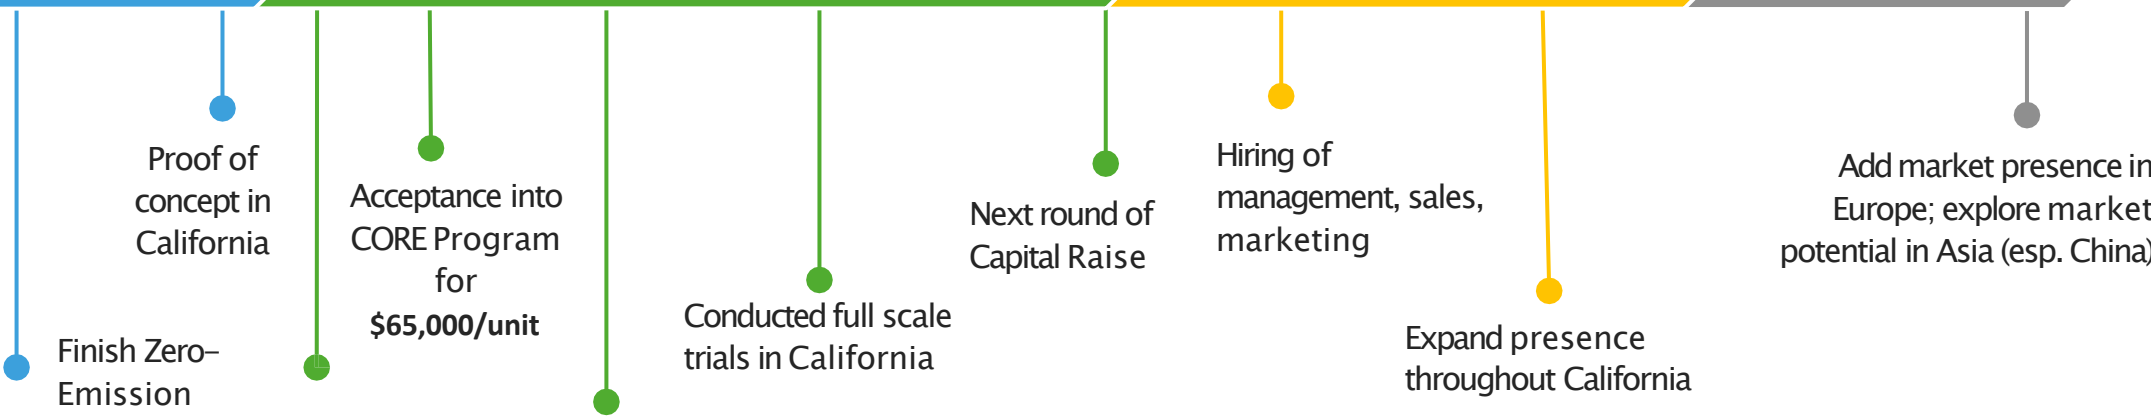 Proof of
concept in
California
Finish Zero–
Emission
Acceptance into
CORE Program
for
$65,000/unit
Conducted full scale
trials in California
Next round of
Capital Raise
Hiring of
management, sales,
marketing
Expand presence
throughout California
Add market presence in
Europe; explore market
potential in Asia (esp. China)